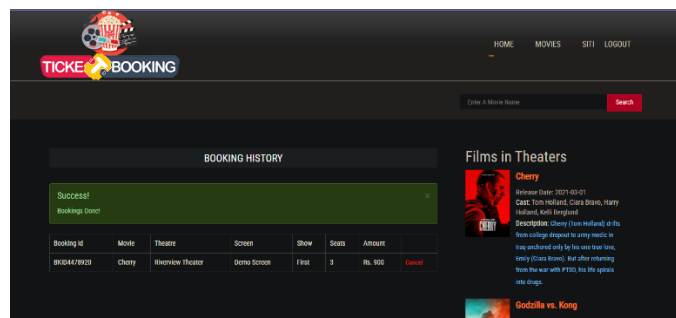 TICKET BOOKING
HOME MOVIES SITI LOGOUT
Enter A Movie Name Search
BOOKING HISTORY
Success! ×
Bookings Done!
Booking Id Movie Theatre Screen Show Seats Amount
BKID4478920 Cherry Riverview Theater Demo Screen First 3 Rs. 900 Cancel
Films in Theaters
CHERRY
Cherry
Release Date: 2021-03-01
Cast: Tom Holland, Ciara Bravo, Harry
Holland, Kelli Berglund
Description: Cherry (Tom Holland) drifts
from college dropout to army medic in
Iraq anchored only by his one true love,
Emily (Ciara Bravo). But after returning
from the war with PTSD, his life spirals
into drugs.
Godzilla vs. Kong